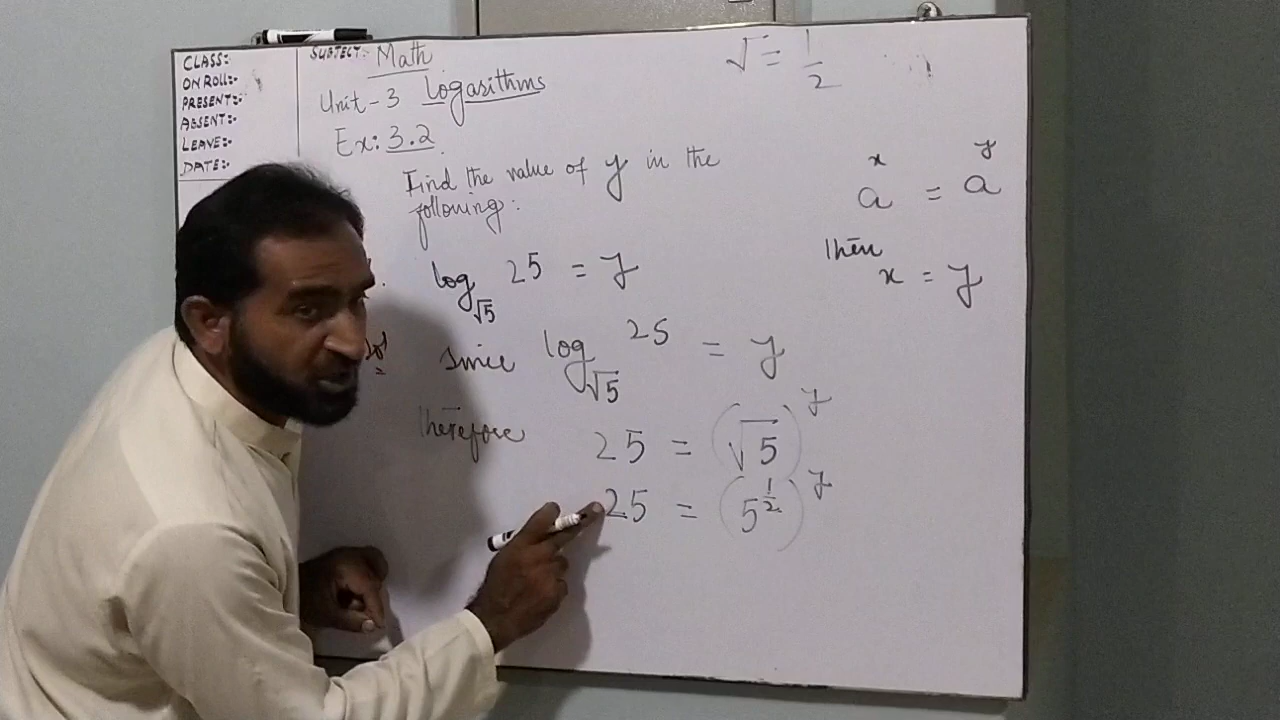 CLASS:-
ON ROLL:-
PRESENT:-
ABSENT:-
LEAVE:-
DATE:-
SUBJECT:- Math
Unit-3 Logarithms
Ex: 3.2
Find the value of y in the
following:
log√5 25 = y
Sol since log√5 25 = y
Therefore 25 = (√5)^y
25 = (5^1/2)^y
√ = 1/2
a^x = a^y
Then
x = y